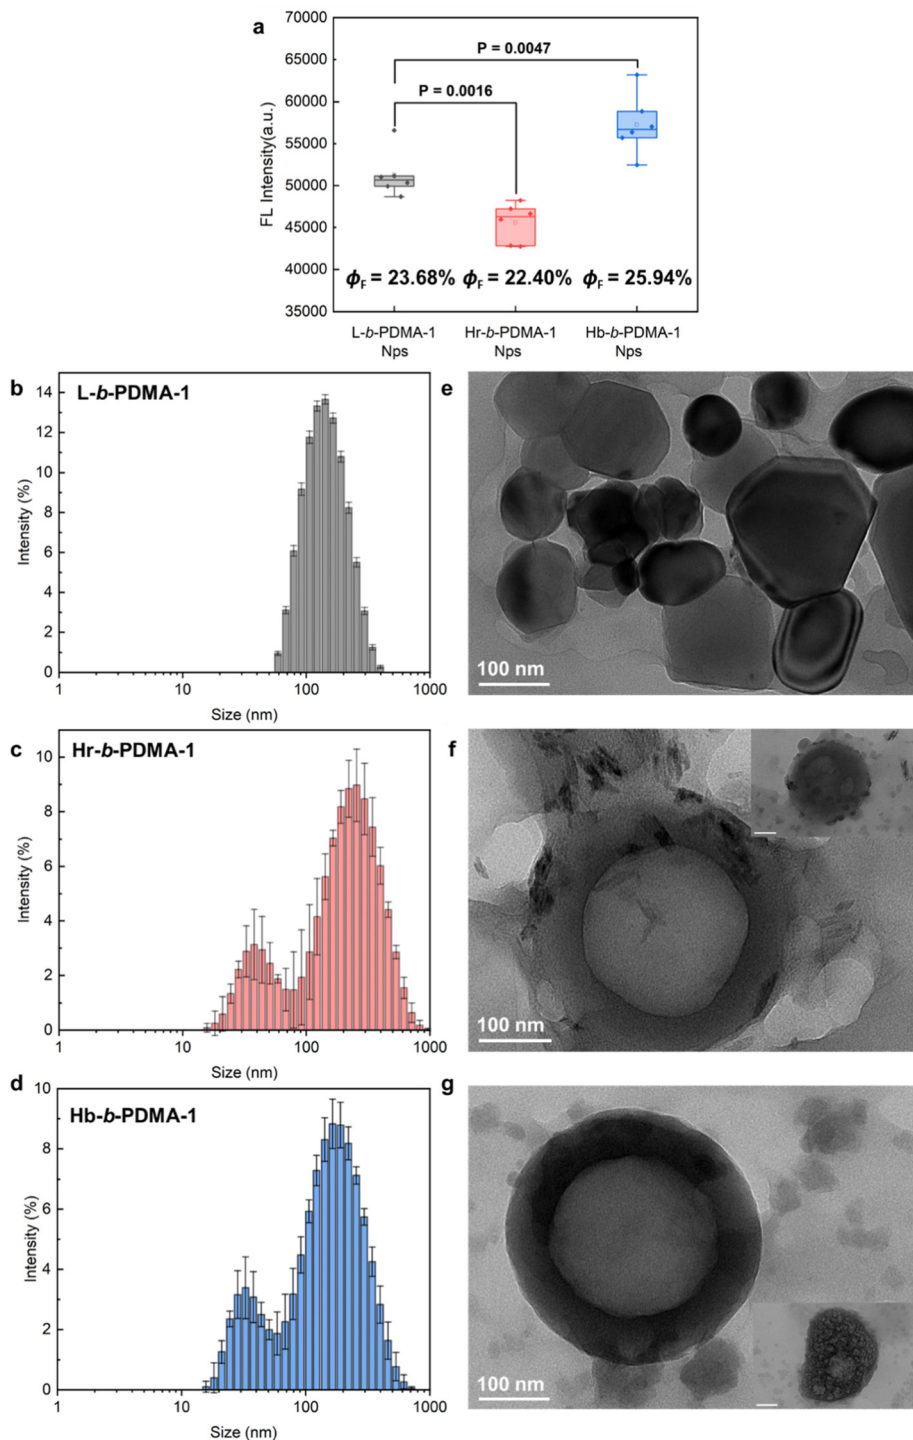 a
70000
65000
60000
55000
50000
45000
40000
35000
FL Intensity(a.u.)
P = 0.0047
P = 0.0016
ϕF = 23.68% ϕF = 22.40% ϕF = 25.94%
L-b-PDMA-1 Hr-b-PDMA-1 Hb-b-PDMA-1
Nps Nps Nps
b
L-b-PDMA-1
14
12
10
8
6
4
2
0
Intensity (%)
1 10 100 1000
Size (nm)
e
100 nm
c
Hr-b-PDMA-1
10
8
6
4
2
0
Intensity (%)
1 10 100 1000
Size (nm)
f
100 nm
d
Hb-b-PDMA-1
10
8
6
4
2
0
Intensity (%)
1 10 100 1000
Size (nm)
g
100 nm